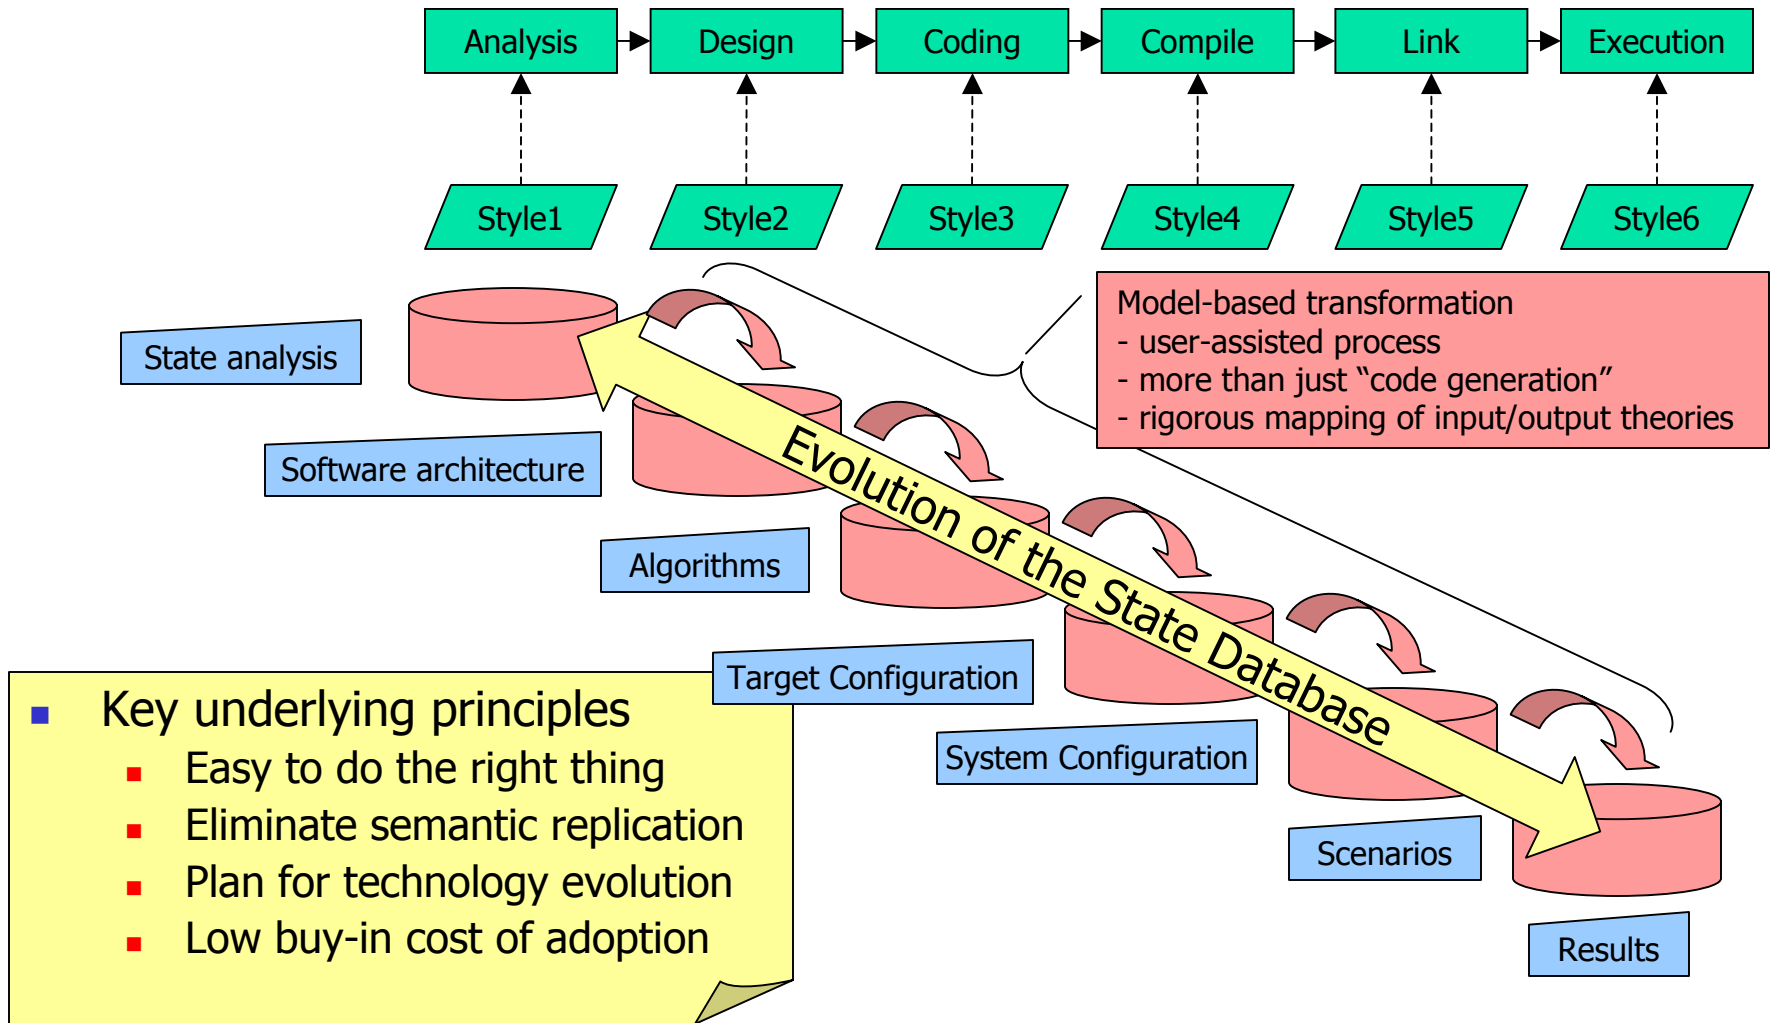 Analysis
Design
Coding
Compile
Link
Execution
Style1
Style2
Style3
Style4
Style5
Style6
Model-based transformation
- user-assisted process
- more than just “code generation”
- rigorous mapping of input/output theories
State analysis
Software architecture
Algorithms
Target Configuration
System Configuration
Scenarios
Results
Evolution of the State Database
Key underlying principles
Easy to do the right thing
Eliminate semantic replication
Plan for technology evolution
Low buy-in cost of adoption